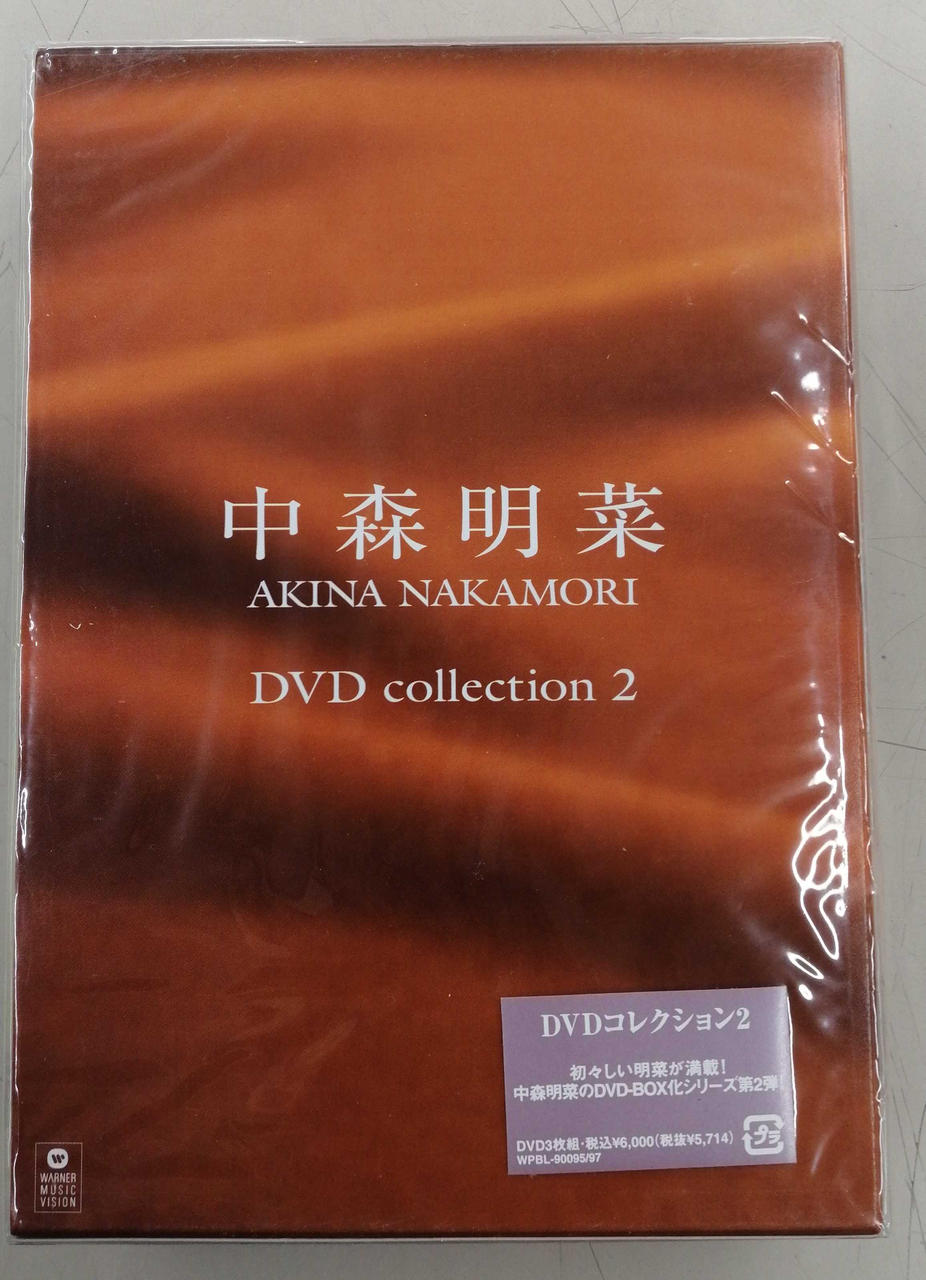 中森明菜
AKINA NAKAMORI
DVD collection 2
DVDコレクション2
初々しい明菜が満載!
中森明菜のDVD-BOX化シリーズ第2弾!
DVD3枚組・税込¥6,000(税抜¥5,714)
WPBL-90095/97
プラ
WARNER
MUSIC
VISION